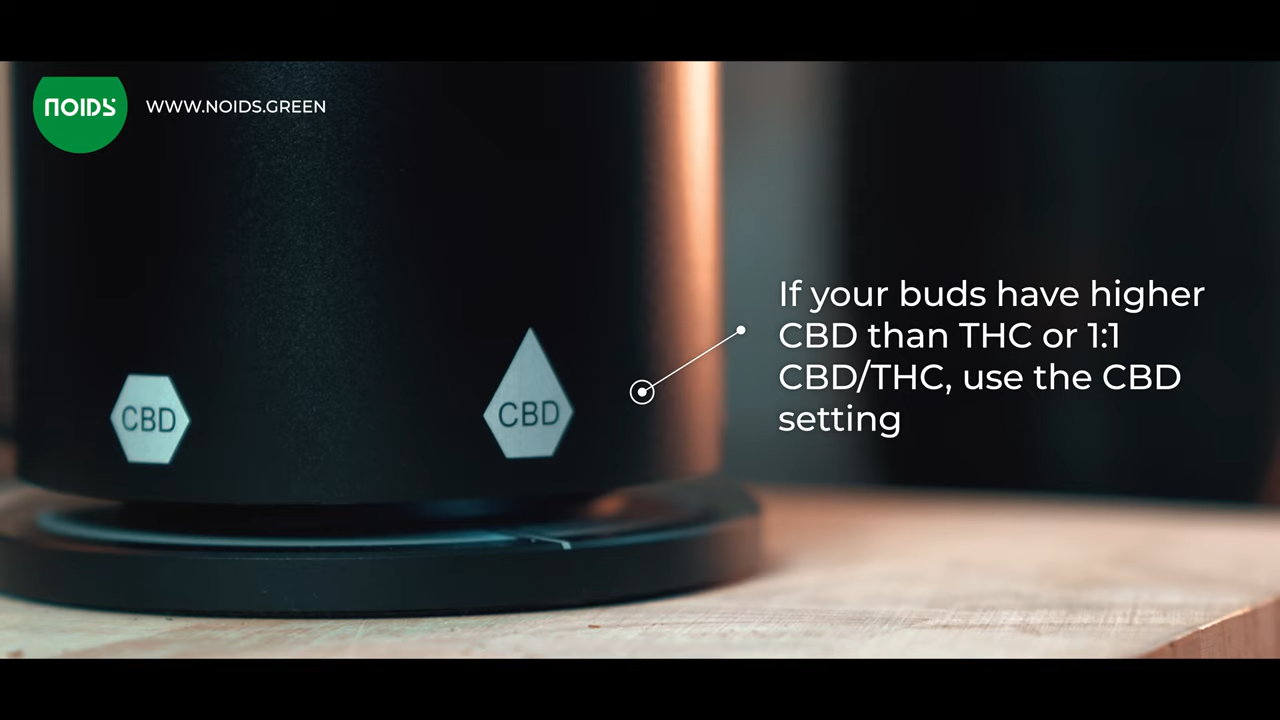 NOIDS
WWW.NOIDS.GREEN
If your buds have higher
CBD than THC or 1:1
CBD/THC, use the CBD
setting
CBD
CBD